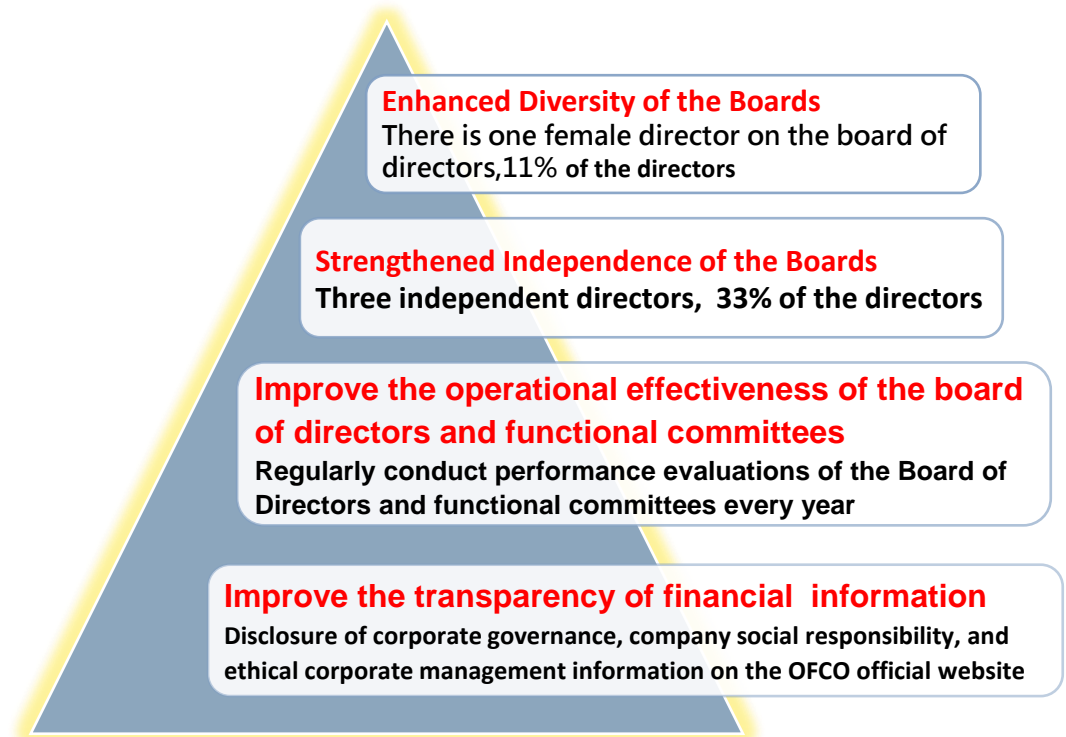 Enhanced Diversity of the Boards
There is one female director on the board of
directors,11% of the directors
Strengthened Independence of the Boards
Three independent directors,  33% of the directors
Improve the operational effectiveness of the board
of directors and functional committees
Regularly conduct performance evaluations of the Board of
Directors and functional committees every year
Improve the transparency of financial  information
Disclosure of corporate governance, company social responsibility, and
ethical corporate management information on the OFCO official website